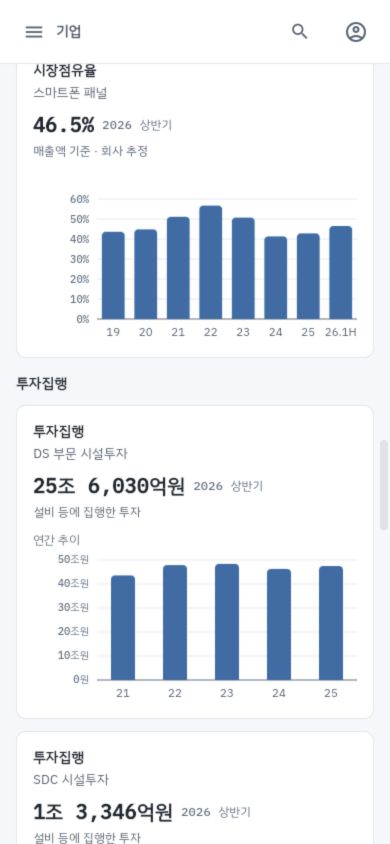 기업
시장점유율
스마트폰 패널
46.5% 2026 상반기
매출액 기준 · 회사 추정
60%
50%
40%
30%
20%
10%
0%
19 20 21 22 23 24 25 26.1H
투자집행
투자집행
DS 부문 시설투자
25조 6,030억원 2026 상반기
설비 등에 집행한 투자
연간 추이
50조원
40조원
30조원
20조원
10조원
0원
21 22 23 24 25
투자집행
SDC 시설투자
1조 3,346억원 2026 상반기
설비 등에 집행한 투자